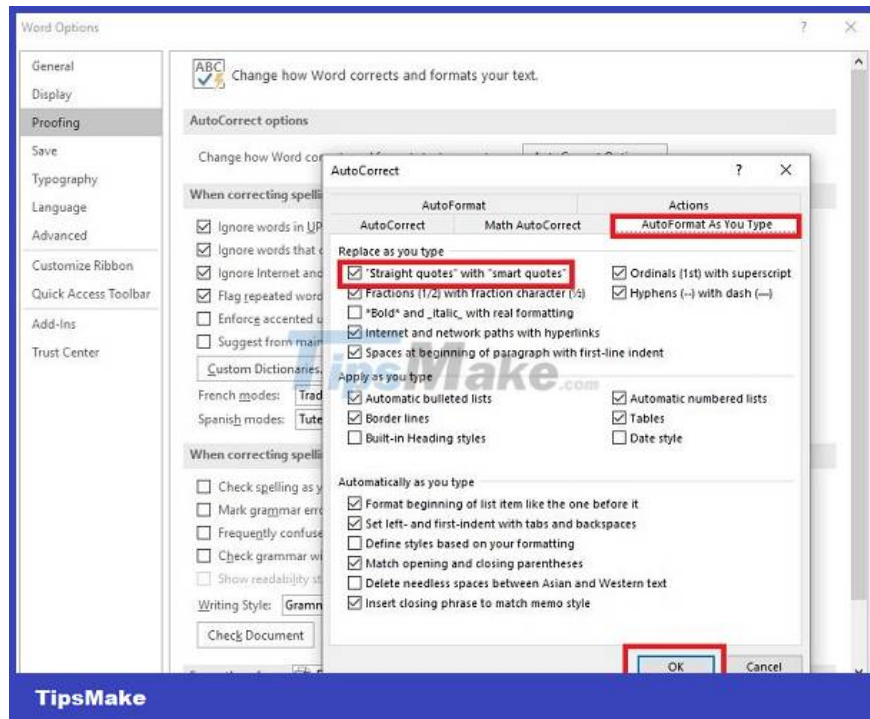 Word Options ? ×
General
Display
Proofing
Save
Typography
Language
Advanced
Customize Ribbon
Quick Access Toolbar
Add-Ins
Trust Center
ABC Change how Word corrects and formats your text.
AutoCorrect options
Change how Word
When correcting
Ignore words in UP
Ignore words that
Ignore Internet and
Flag repeated word
Enforce accented
Suggest from main
Custom Dictionaries.
French modes: Trad
Spanish modes: Tute
When correcting
Check spelling as y
Mark grammar
Frequently confuse
Check grammar
Show readability
Writing Style: Gramm
Check Document
AutoCorrect ? ×
AutoFormat Actions
AutoCorrect Math AutoCorrect AutoFormat As You Type
Replace as you type
"Straight quotes" with “smart quotes” Ordinals (1st) with superscript
Fractions (1/2) with fraction character (½) Hyphens (--) with dash (—)
*Bold* and _italic_ with real formatting
Internet and network paths with hyperlinks
Spaces at beginning of paragraph with first-line indent
Apply as you type
Automatic bulleted lists Automatic numbered lists
Border lines Tables
Built-in Heading styles Date style
Automatically as you type
Format beginning of list item like the one before it
Set left- and first-indent with tabs and backspaces
Define styles based on your formatting
Match opening and closing parentheses
Delete needless spaces between Asian and Western text
Insert closing phrase to match memo style
OK Cancel
TipsMake.com
TipsMake